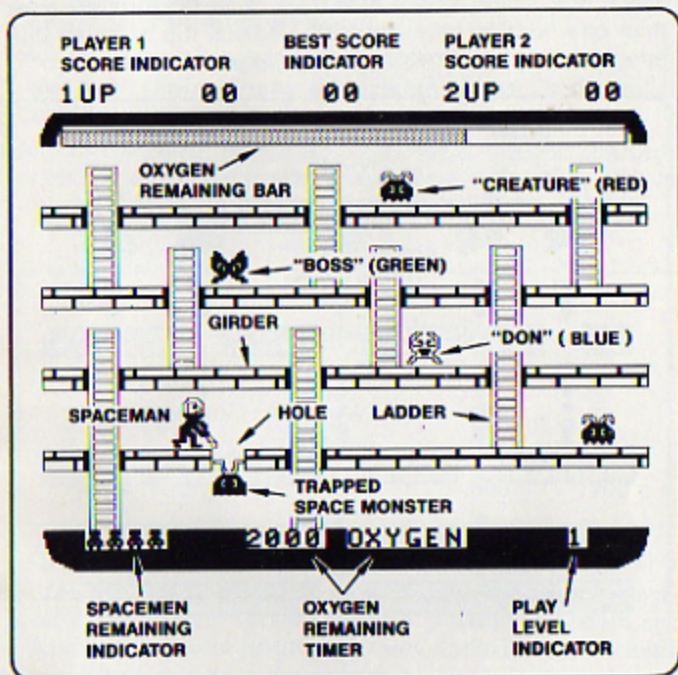 PLAYER 1 BEST SCORE PLAYER 2
SCORE INDICATOR INDICATOR SCORE INDICATOR
1UP 00 00 2UP 00
OXYGEN
REMAINING BAR
"CREATURE" (RED)
"BOSS" (GREEN)
GIRDER
"DON" ( BLUE )
SPACEMAN HOLE LADDER
TRAPPED
SPACE MONSTER
2000 OXYGEN 1
SPACEMEN OXYGEN PLAY
REMAINING REMAINING LEVEL
INDICATOR TIMER INDICATOR